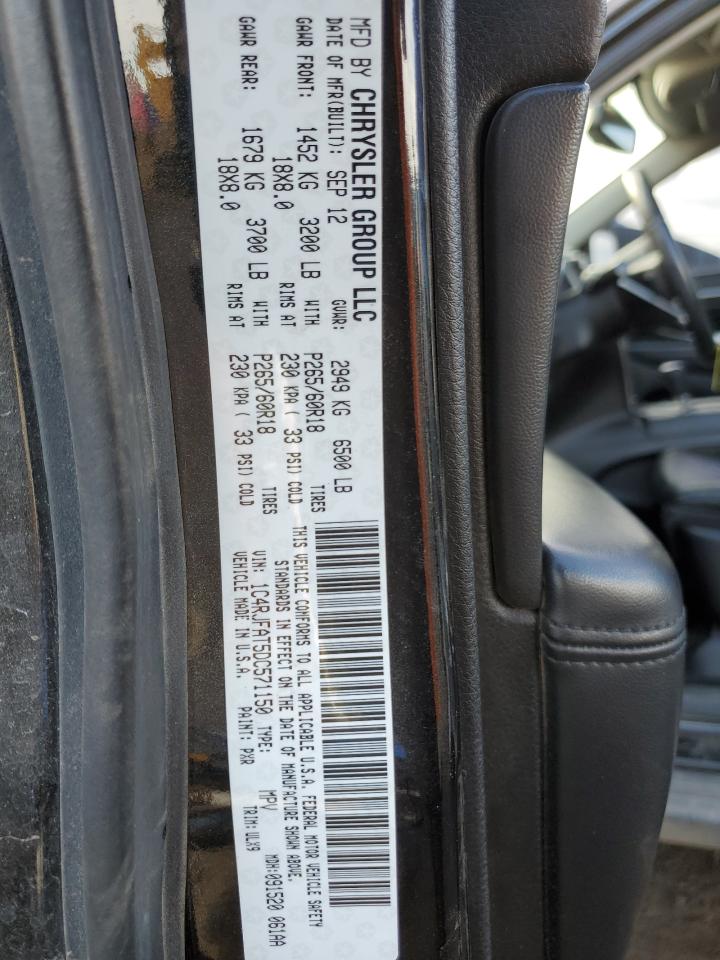 MFD BY CHRYSLER GROUP LLC
DATE OF MFR(BUILT): SEP 12 GVWR: 2949 KG 6500 LB
GAWR FRONT: 1452 KG 3200 LB WITH P265/60R18 TIRES
18X8.0 RIMS AT 230 KPA ( 33 PSI) COLD
GAWR REAR: 1679 KG 3700 LB WITH P265/60R18 TIRES
18X8.0 RIMS AT 230 KPA ( 33 PSI) COLD
THIS VEHICLE CONFORMS TO ALL APPLICABLE U.S.A. FEDERAL MOTOR VEHICLE SAFETY
STANDARDS IN EFFECT ON THE DATE OF MANUFACTURE SHOWN ABOVE.
VIN: 1C4RJFAT5DC571150 TYPE: MPV MDH:091520 061AA
VEHICLE MADE IN U.S.A. PAINT: PXR TRIM:ULX9